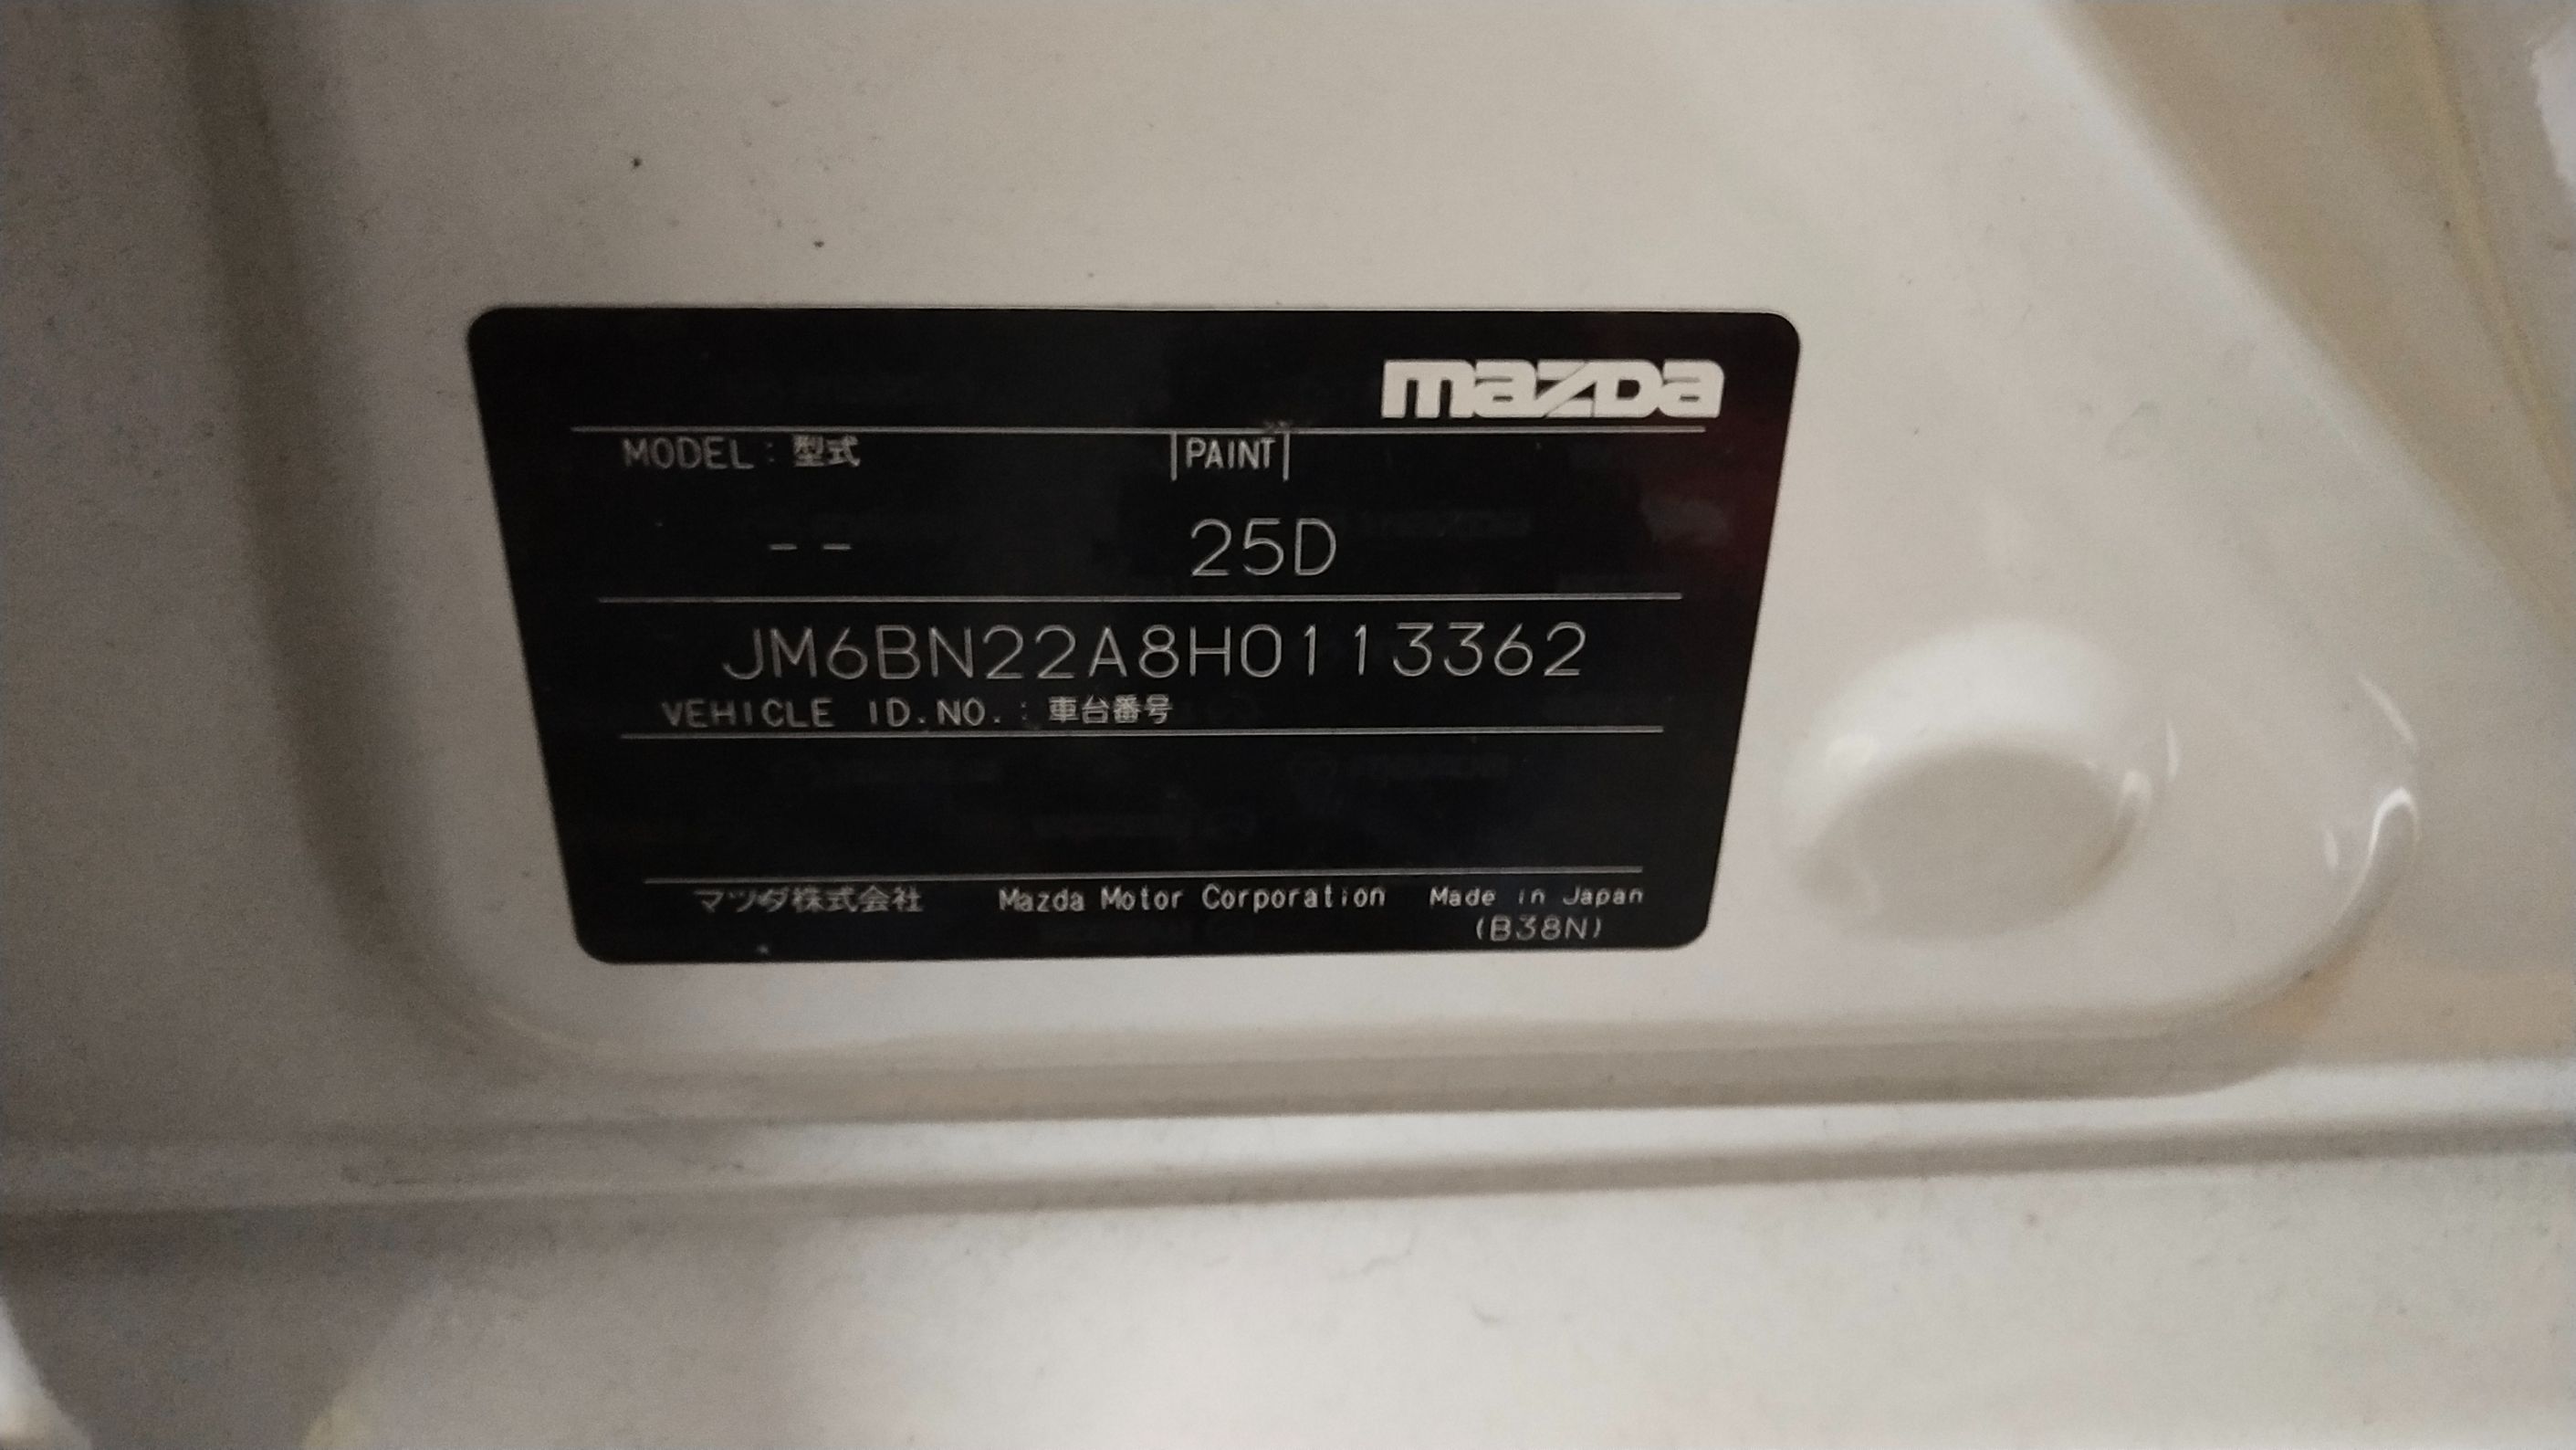 mazda
MODEL : 型式 |PAINT|
-- 25D
JM6BN22A8H0113362
VEHICLE ID.NO. : 車台番号
マツダ株式会社 Mazda Motor Corporation Made in Japan
(B38N)